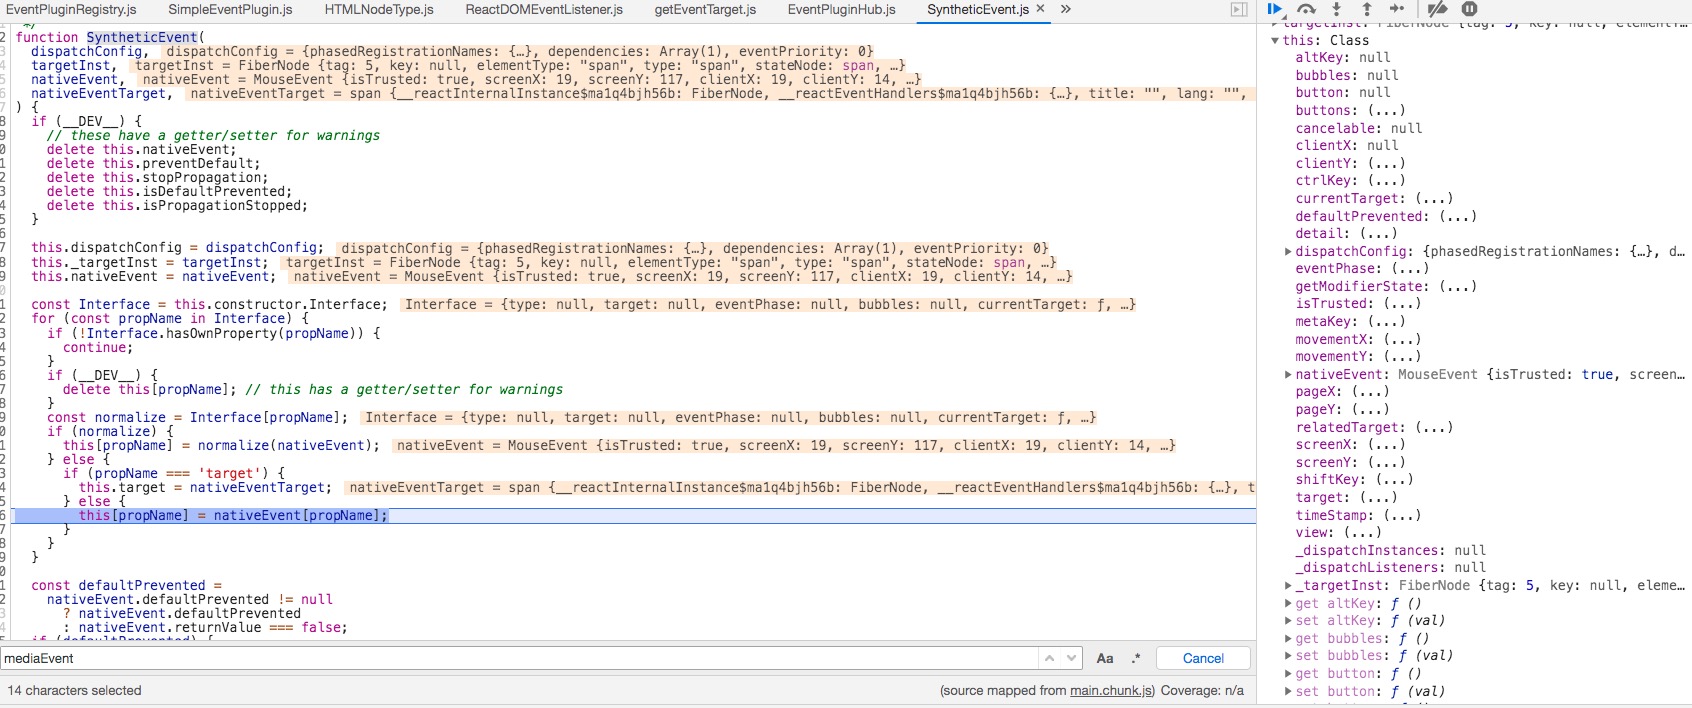 EventPluginRegistry.js SimpleEventPlugin.js HTMLNodeType.js ReactDOMEventListener.js getEventTarget.js EventPluginHub.js SyntheticEvent.js × »
*/
2 function SyntheticEvent(
3 dispatchConfig, dispatchConfig = {phasedRegistrationNames: {…}, dependencies: Array(1), eventPriority: 0}
4 targetInst, targetInst = FiberNode {tag: 5, key: null, elementType: "span", type: "span", stateNode: span, …}
5 nativeEvent, nativeEvent = MouseEvent {isTrusted: true, screenX: 19, screenY: 117, clientX: 19, clientY: 14, …}
6 nativeEventTarget, nativeEventTarget = span {__reactInternalInstance$ma1q4bjh56b: FiberNode, __reactEventHandlers$ma1q4bjh56b: {…}, title: "", lang: "",
7 ) {
8 if (__DEV__) {
9 // these have a getter/setter for warnings
0 delete this.nativeEvent;
1 delete this.preventDefault;
2 delete this.stopPropagation;
3 delete this.isDefaultPrevented;
4 delete this.isPropagationStopped;
5 }
6
7 this.dispatchConfig = dispatchConfig; dispatchConfig = {phasedRegistrationNames: {…}, dependencies: Array(1), eventPriority: 0}
8 this._targetInst = targetInst; targetInst = FiberNode {tag: 5, key: null, elementType: "span", type: "span", stateNode: span, …}
9 this.nativeEvent = nativeEvent; nativeEvent = MouseEvent {isTrusted: true, screenX: 19, screenY: 117, clientX: 19, clientY: 14, …}
0
1 const Interface = this.constructor.Interface; Interface = {type: null, target: null, eventPhase: null, bubbles: null, currentTarget: ƒ, …}
2 for (const propName in Interface) {
3 if (!Interface.hasOwnProperty(propName)) {
4 continue;
5 }
6 if (__DEV__) {
7 delete this[propName]; // this has a getter/setter for warnings
8 }
9 const normalize = Interface[propName]; Interface = {type: null, target: null, eventPhase: null, bubbles: null, currentTarget: ƒ, …}
0 if (normalize) {
1 this[propName] = normalize(nativeEvent); nativeEvent = MouseEvent {isTrusted: true, screenX: 19, screenY: 117, clientX: 19, clientY: 14, …}
2 } else {
3 if (propName === 'target') {
4 this.target = nativeEventTarget; nativeEventTarget = span {__reactInternalInstance$ma1q4bjh56b: FiberNode, __reactEventHandlers$ma1q4bjh56b: {…}, t
5 } else {
6 this[propName] = nativeEvent[propName];
7 }
8 }
9 }
0
1 const defaultPrevented =
2 nativeEvent.defaultPrevented != null
3 ? nativeEvent.defaultPrevented
4 : nativeEvent.returnValue === false;
if (defaultPrevented) {
mediaEvent Aa .* Cancel
14 characters selected (source mapped from main.chunk.js) Coverage: n/a
targetInst: FiberNode {tag: 5, key: null, elementT…
this: Class
altKey: null
bubbles: null
button: null
buttons: (...)
cancelable: null
clientX: null
clientY: (...)
ctrlKey: (...)
currentTarget: (...)
defaultPrevented: (...)
detail: (...)
dispatchConfig: {phasedRegistrationNames: {…}, d…
eventPhase: (...)
getModifierState: (...)
isTrusted: (...)
metaKey: (...)
movementX: (...)
movementY: (...)
nativeEvent: MouseEvent {isTrusted: true, screen…
pageX: (...)
pageY: (...)
relatedTarget: (...)
screenX: (...)
screenY: (...)
shiftKey: (...)
target: (...)
timeStamp: (...)
view: (...)
_dispatchInstances: null
_dispatchListeners: null
_targetInst: FiberNode {tag: 5, key: null, eleme…
get altKey: ƒ ()
set altKey: ƒ (val)
get bubbles: ƒ ()
set bubbles: ƒ (val)
get button: ƒ ()
set button: ƒ (val)